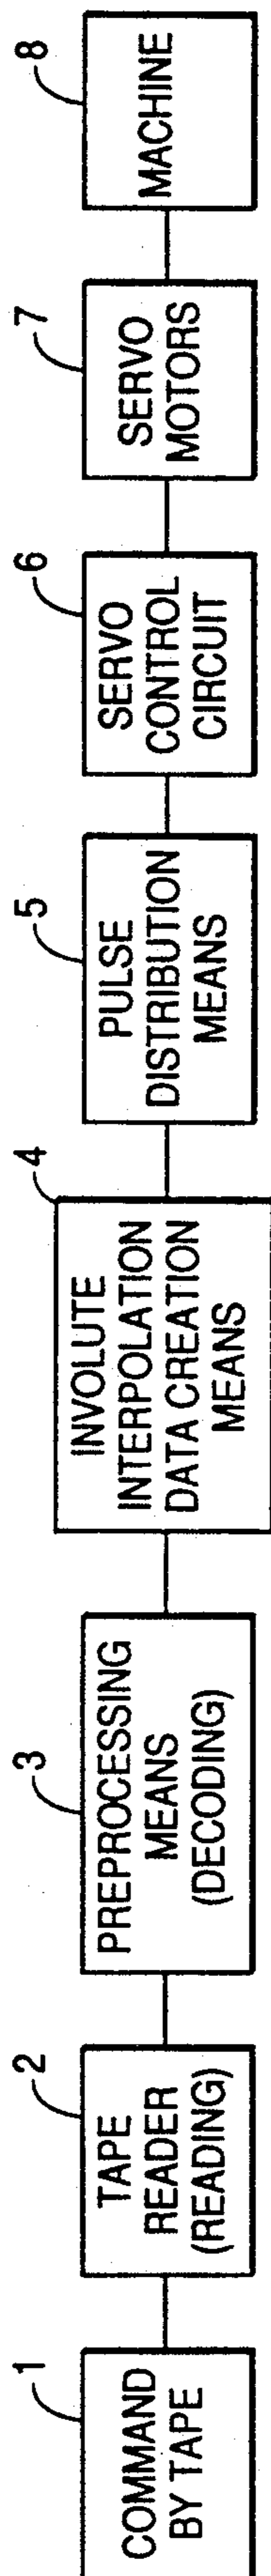 1
COMMAND
BY TAPE
2
TAPE
READER
(READING)
3
PREPROCESSING
MEANS
(DECODING)
4
INVOLUTE
INTERPOLATION
DATA CREATION
MEANS
5
PULSE
DISTRIBUTION
MEANS
6
SERVO
CONTROL
CIRCUIT
7
SERVO
MOTORS
8
MACHINE